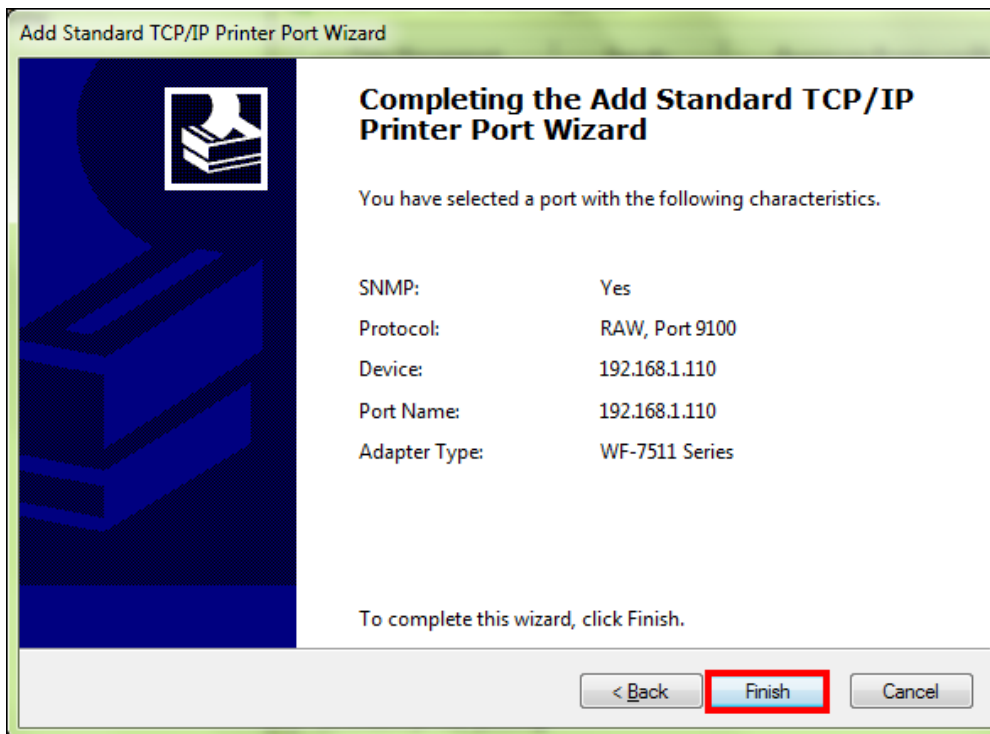 Add Standard TCP/IP Printer Port Wizard
Completing the Add Standard TCP/IP
Printer Port Wizard
You have selected a port with the following characteristics.
SNMP: Yes
Protocol: RAW, Port 9100
Device: 192.168.1.110
Port Name: 192.168.1.110
Adapter Type: WF-7511 Series
To complete this wizard, click Finish.
< Back Finish Cancel